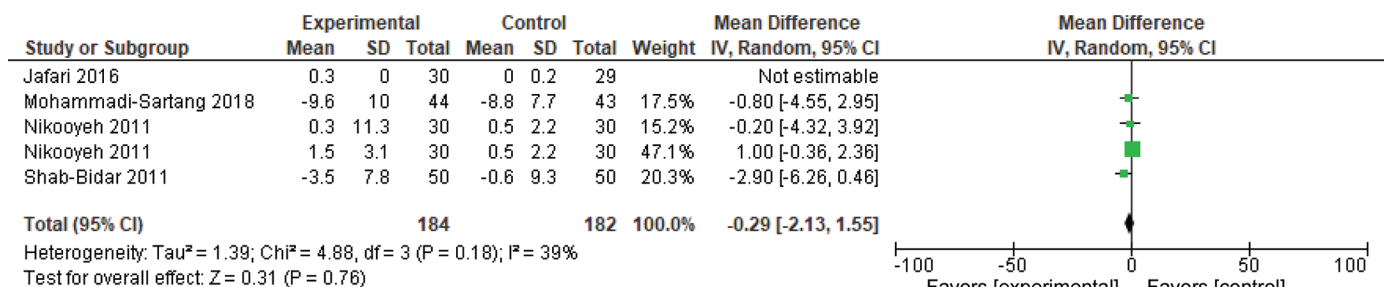 Experimental Control Mean Difference Mean Difference
Study or Subgroup Mean SD Total Mean SD Total Weight IV, Random, 95% CI IV, Random, 95% CI
Jafari 2016 0.3 0 30 0 0.2 29 Not estimable
Mohammadi-Sartang 2018 -9.6 10 44 -8.8 7.7 43 17.5% -0.80 [-4.55, 2.95]
Nikooyeh 2011 0.3 11.3 30 0.5 2.2 30 15.2% -0.20 [-4.32, 3.92]
Nikooyeh 2011 1.5 3.1 30 0.5 2.2 30 47.1% 1.00 [-0.36, 2.36]
Shab-Bidar 2011 -3.5 7.8 50 -0.6 9.3 50 20.3% -2.90 [-6.26, 0.46]
Total (95% CI) 184 182 100.0% -0.29 [-2.13, 1.55]
Heterogeneity: Tau² = 1.39; Chi² = 4.88, df = 3 (P = 0.18); I² = 39%
Test for overall effect: Z = 0.31 (P = 0.76)
-100 -50 0 50 100
Favors [experimental] Favors [control]